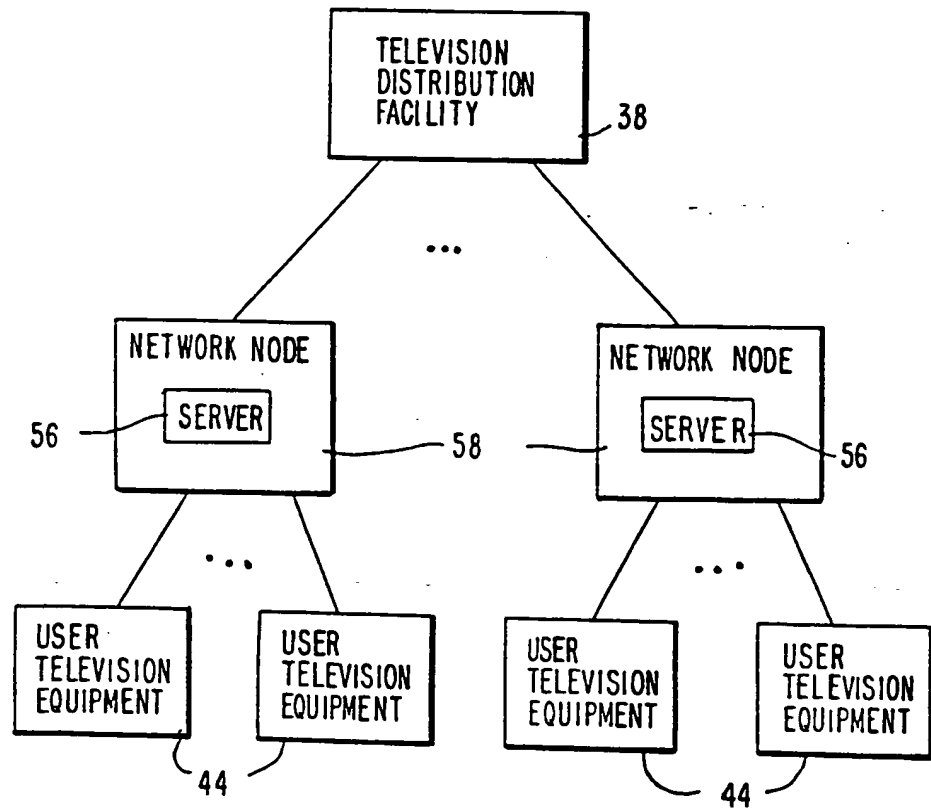 TELEVISION
DISTRIBUTION
FACILITY
38
NETWORK NODE
SERVER
56
58
NETWORK NODE
SERVER
56
USER
TELEVISION
EQUIPMENT
USER
TELEVISION
EQUIPMENT
44
USER
TELEVISION
EQUIPMENT
USER
TELEVISION
EQUIPMENT
44